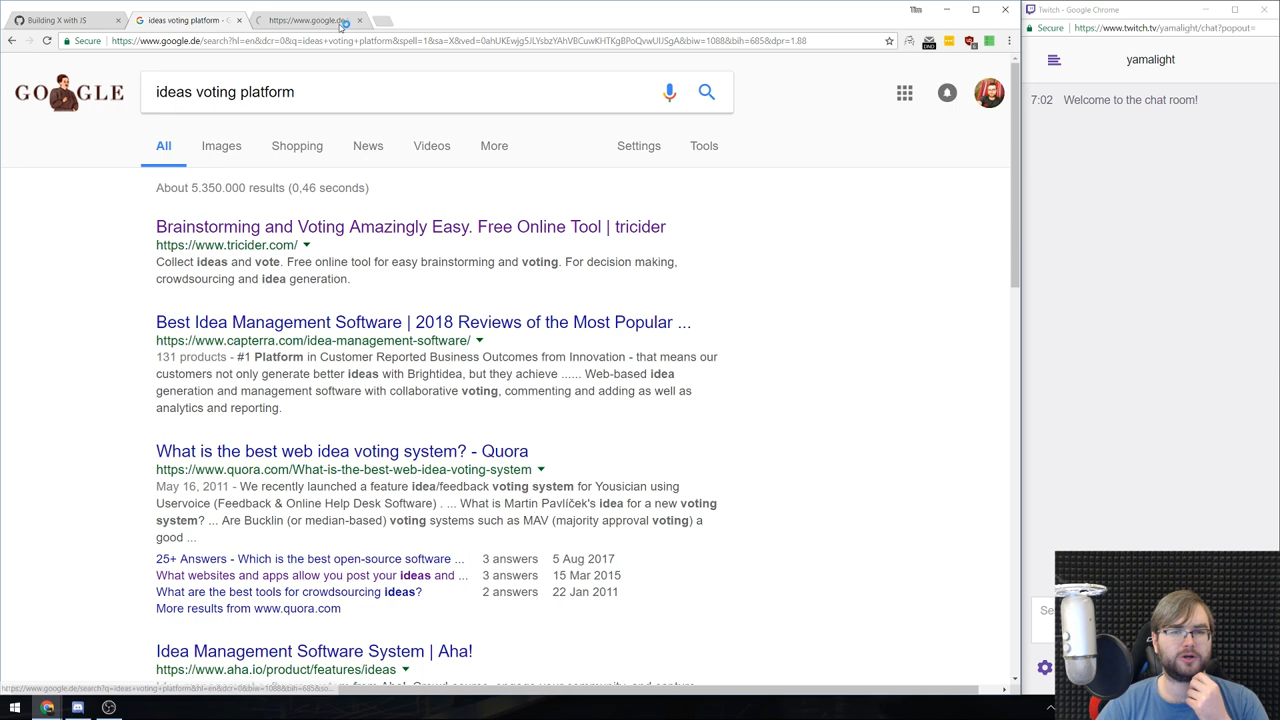 Building X with JS
ideas voting platform - G
https://www.google.de
Tim
Secure
https://www.google.de/search?hl=en&dcr=0&q=ideas+voting+platform&spell=1&sa=X&ved=0ahUKEwjg5JLYsbzYAhVBCuwKHTKgBPoQvwUIJSgA&biw=1088&bih=685&dpr=1.88
GO GLE
ideas voting platform
All Images Shopping News Videos More Settings Tools
About 5.350.000 results (0,46 seconds)
Brainstorming and Voting Amazingly Easy. Free Online Tool | tricider
https://www.tricider.com/
Collect ideas and vote. Free online tool for easy brainstorming and voting. For decision making,
crowdsourcing and idea generation.
Best Idea Management Software | 2018 Reviews of the Most Popular ...
https://www.capterra.com/idea-management-software/
131 products - #1 Platform in Customer Reported Business Outcomes from Innovation - that means our
customers not only generate better ideas with Brightidea, but they achieve ...... Web-based idea
generation and management software with collaborative voting, commenting and adding as well as
analytics and reporting.
What is the best web idea voting system? - Quora
https://www.quora.com/What-is-the-best-web-idea-voting-system
May 16, 2011 - We recently launched a feature idea/feedback voting system for Yousician using
Uservoice (Feedback & Online Help Desk Software) . ... What is Martin Pavlíček's idea for a new voting
system? ... Are Bucklin (or median-based) voting systems such as MAV (majority approval voting) a
good ...
25+ Answers - Which is the best open-source software ... 3 answers 5 Aug 2017
What websites and apps allow you post your ideas and ... 3 answers 15 Mar 2015
What are the best tools for crowdsourcing ideas? 2 answers 22 Jan 2011
More results from www.quora.com
Idea Management Software System | Aha!
https://www.aha.io/product/features/ideas
Twitch - Google Chrome
Secure
https://www.twitch.tv/yamalight/chat?popout=
yamalight
7:02 Welcome to the chat room!
Se
DND